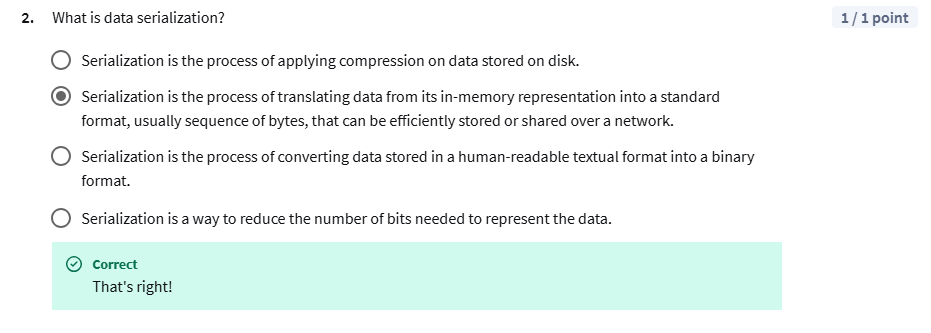 2. What is data serialization? 1 / 1 point
Serialization is the process of applying compression on data stored on disk.
Serialization is the process of translating data from its in-memory representation into a standard
format, usually sequence of bytes, that can be efficiently stored or shared over a network.
Serialization is the process of converting data stored in a human-readable textual format into a binary
format.
Serialization is a way to reduce the number of bits needed to represent the data.
Correct
That's right!